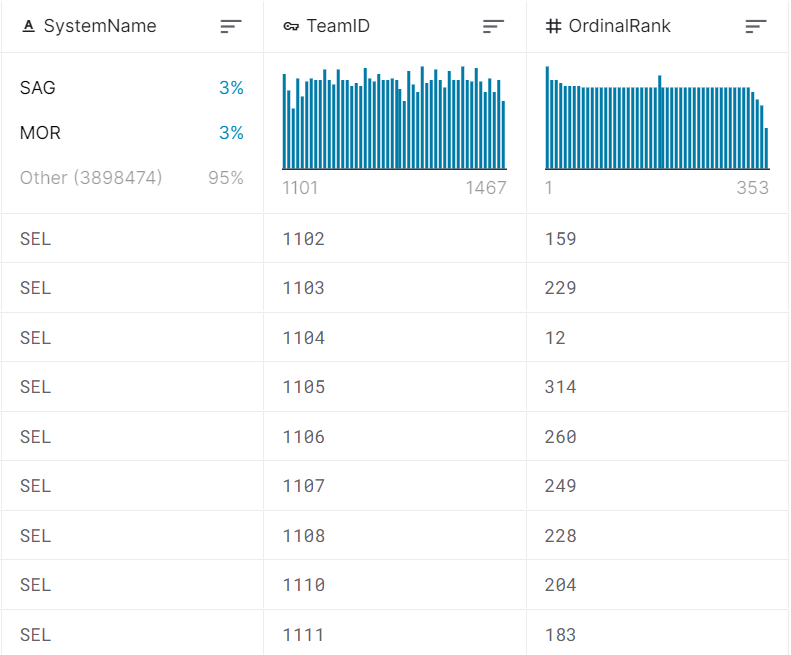 SystemName TeamID OrdinalRank
SAG 3%
MOR 3%
Other (3898474) 95%
1101 1467 1 353
SEL 1102 159
SEL 1103 229
SEL 1104 12
SEL 1105 314
SEL 1106 260
SEL 1107 249
SEL 1108 228
SEL 1110 204
SEL 1111 183